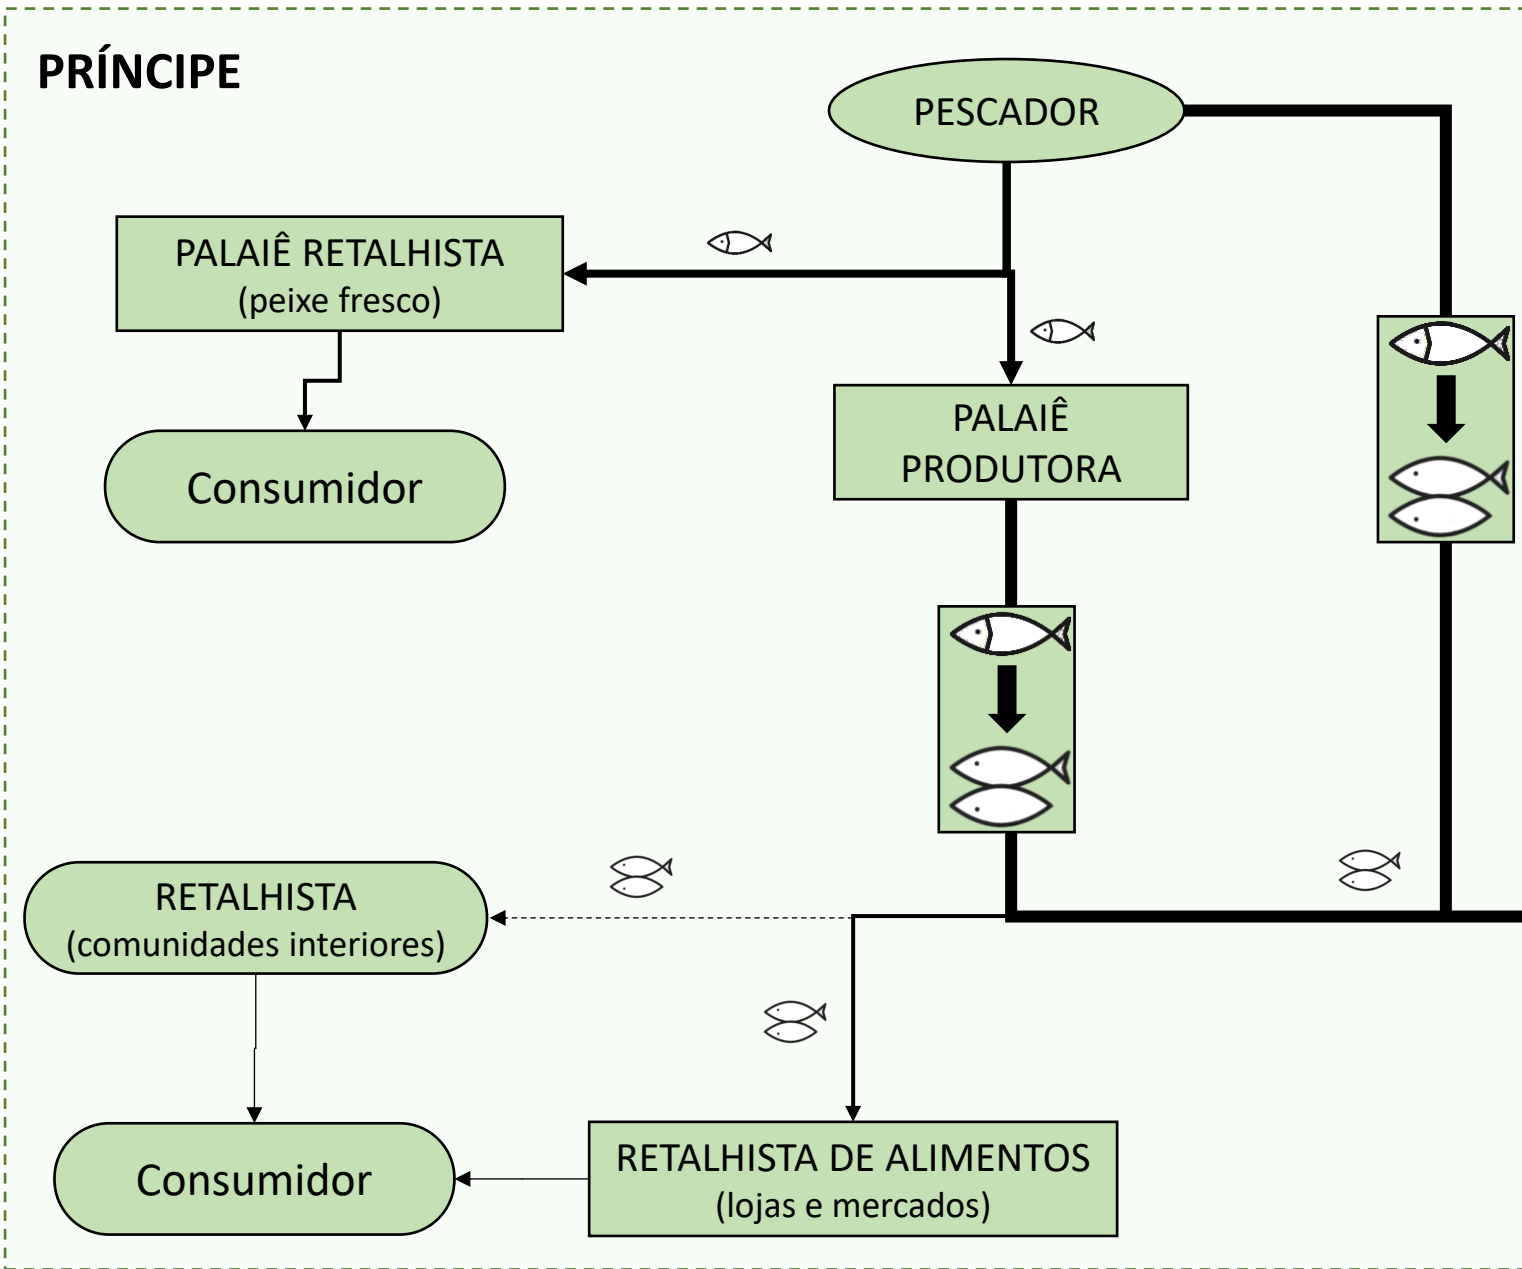 PRÍNCIPE
PESCADOR
PALAIÊ RETALHISTA
(peixe fresco)
PALAIÊ
PRODUTORA
Consumidor
RETALHISTA
(comunidades interiores)
Consumidor
RETALHISTA DE ALIMENTOS
(lojas e mercados)